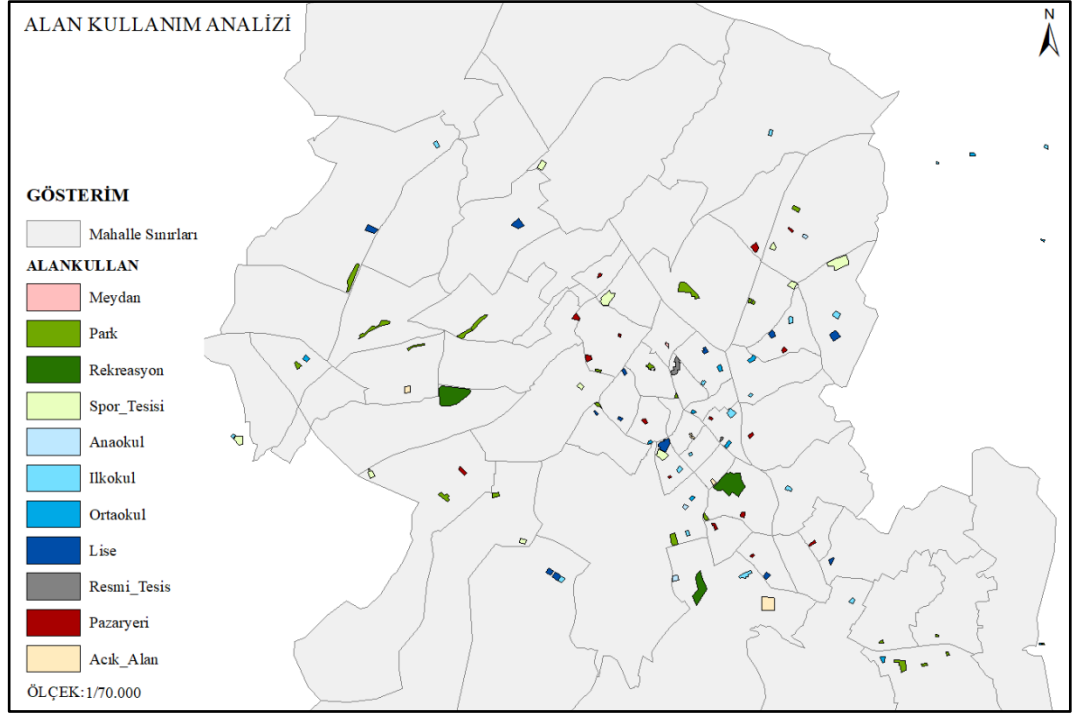 ALAN KULLANIM ANALİZİ
N
GÖSTERİM
Mahalle Sınırları
ALANKULLAN
Meydan
Park
Rekreasyon
Spor_Tesisi
Anaokul
Ilkokul
Ortaokul
Lise
Resmi_Tesis
Pazaryeri
Acık_Alan
ÖLÇEK:1/70.000